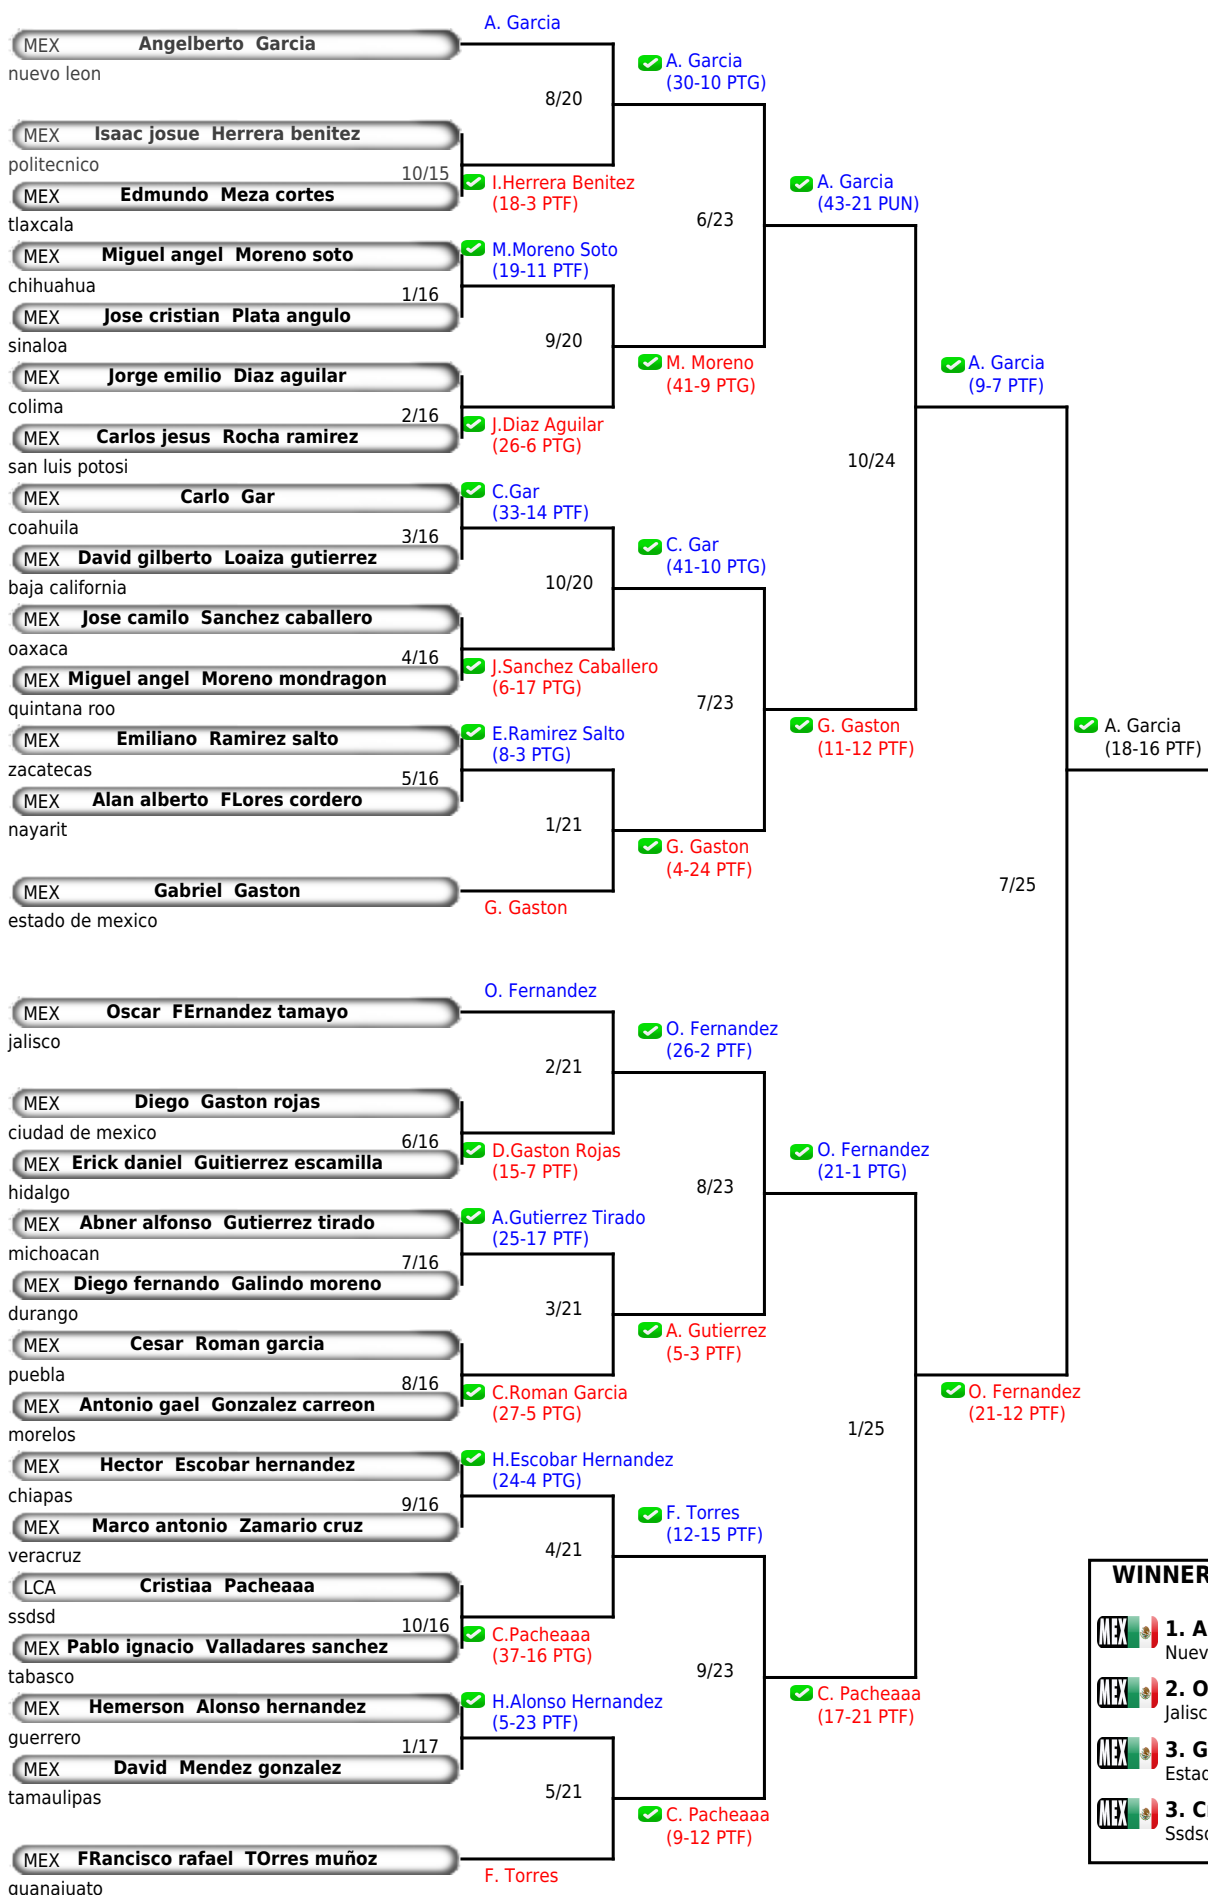 A. Garcia
MEX Angelberto Garcia
nuevo leon
A. Garcia
(30-10 PTG)
8/20
MEX Isaac josue Herrera benitez
politecnico
10/15
I.Herrera Benitez
(18-3 PTF)
MEX Edmundo Meza cortes
tlaxcala
A. Garcia
(43-21 PUN)
6/23
MEX Miguel angel Moreno soto
chihuahua
M.Moreno Soto
(19-11 PTF)
1/16
MEX Jose cristian Plata angulo
sinaloa
9/20
M. Moreno
(41-9 PTG)
MEX Jorge emilio Diaz aguilar
colima
A. Garcia
(9-7 PTF)
2/16
J.Diaz Aguilar
(26-6 PTG)
MEX Carlos jesus Rocha ramirez
san luis potosi
10/24
MEX Carlo Gar
coahuila
C.Gar
(33-14 PTF)
3/16
C. Gar
(41-10 PTG)
MEX David gilberto Loaiza gutierrez
baja california
10/20
MEX Jose camilo Sanchez caballero
oaxaca
4/16
J.Sanchez Caballero
(6-17 PTG)
MEX Miguel angel Moreno mondragon
quintana roo
7/23
MEX Emiliano Ramirez salto
zacatecas
E.Ramirez Salto
(8-3 PTG)
G. Gaston
(11-12 PTF)
A. Garcia
(18-16 PTF)
5/16
MEX Alan alberto FLores cordero
nayarit
1/21
G. Gaston
(4-24 PTF)
MEX Gabriel Gaston
estado de mexico
G. Gaston
7/25
O. Fernandez
MEX Oscar FErnandez tamayo
jalisco
O. Fernandez
(26-2 PTF)
2/21
MEX Diego Gaston rojas
ciudad de mexico
6/16
D.Gaston Rojas
(15-7 PTF)
MEX Erick daniel Guitierrez escamilla
hidalgo
O. Fernandez
(21-1 PTG)
8/23
MEX Abner alfonso Gutierrez tirado
michoacan
A.Gutierrez Tirado
(25-17 PTF)
7/16
MEX Diego fernando Galindo moreno
durango
3/21
A. Gutierrez
(5-3 PTF)
MEX Cesar Roman garcia
puebla
8/16
C.Roman Garcia
(27-5 PTG)
MEX Antonio gael Gonzalez carreon
morelos
O. Fernandez
(21-12 PTF)
1/25
MEX Hector Escobar hernandez
chiapas
H.Escobar Hernandez
(24-4 PTG)
9/16
F. Torres
(12-15 PTF)
MEX Marco antonio Zamario cruz
veracruz
4/21
LCA Cristiaa Pacheaaa
ssdsd
10/16
C.Pacheaaa
(37-16 PTG)
MEX Pablo ignacio Valladares sanchez
tabasco
9/23
MEX Hemerson Alonso hernandez
guerrero
H.Alonso Hernandez
(5-23 PTF)
C. Pacheaaa
(17-21 PTF)
1/17
MEX David Mendez gonzalez
tamaulipas
5/21
C. Pacheaaa
(9-12 PTF)
MEX FRancisco rafael TOrres muñoz
guanajuato
F. Torres
WINNER
MEX 1. A
Nuev
MEX 2. O
Jalisc
MEX 3. G
Estad
MEX 3. C
Ssdsd